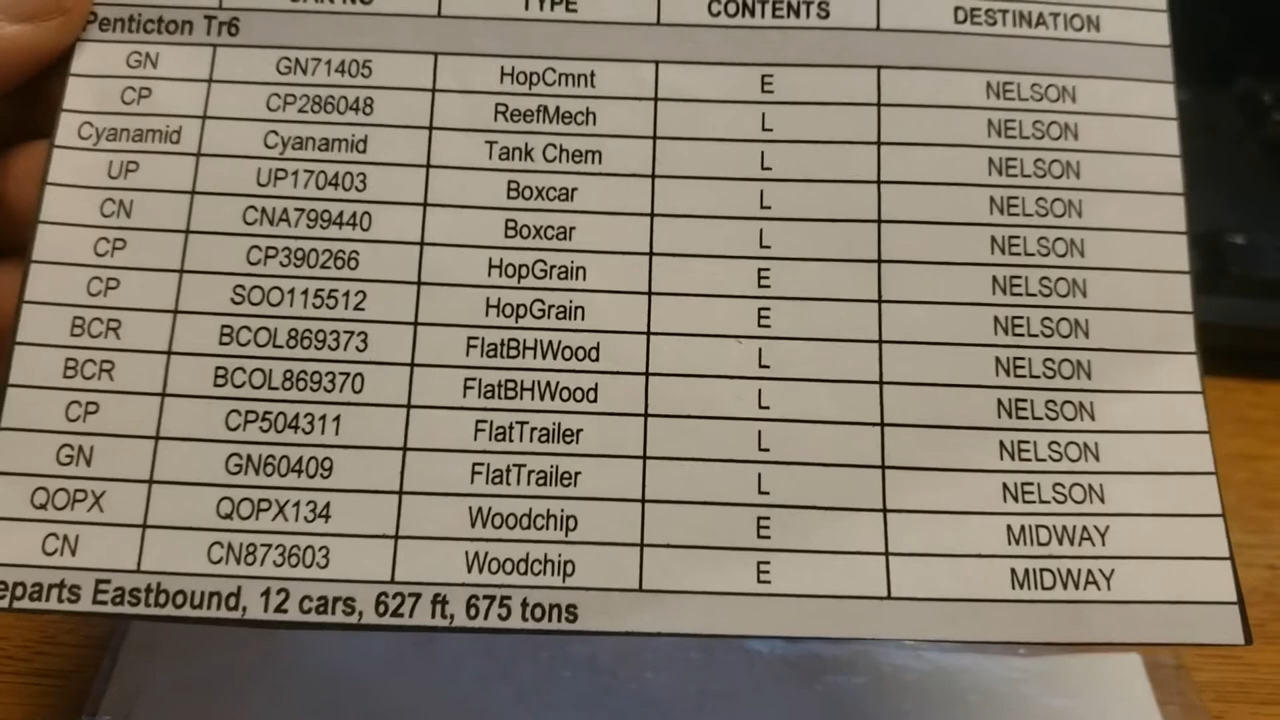 CAR NO TYPE CONTENTS DESTINATION
Penticton Tr6
GN GN71405 HopCmnt E NELSON
CP CP286048 ReefMech L NELSON
Cyanamid Cyanamid Tank Chem L NELSON
UP UP170403 Boxcar L NELSON
CN CNA799440 Boxcar L NELSON
CP CP390266 HopGrain E NELSON
CP SOO115512 HopGrain E NELSON
BCR BCOL869373 FlatBHWood L NELSON
BCR BCOL869370 FlatBHWood L NELSON
CP CP504311 FlatTrailer L NELSON
GN GN60409 FlatTrailer L NELSON
QOPX QOPX134 Woodchip E MIDWAY
CN CN873603 Woodchip E MIDWAY
eparts Eastbound, 12 cars, 627 ft, 675 tons